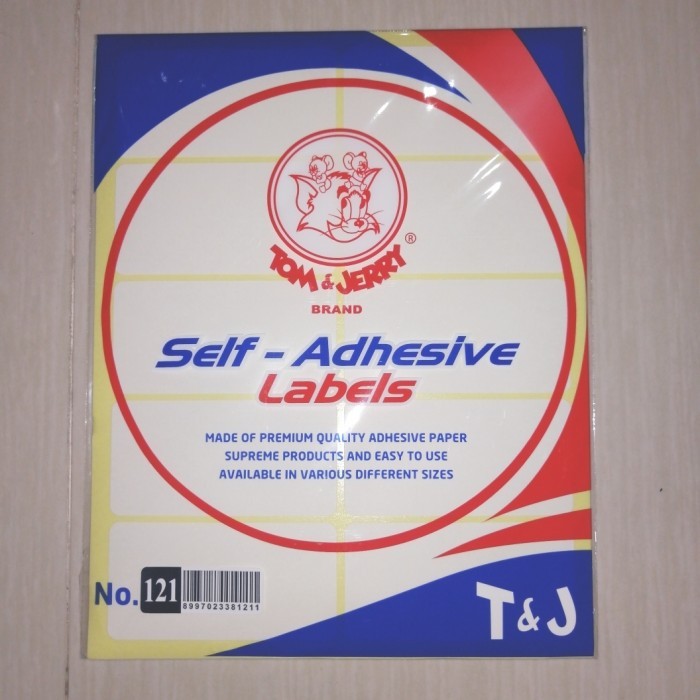 TOM & JERRY ®
BRAND
Self - Adhesive
Labels
MADE OF PREMIUM QUALITY ADHESIVE PAPER
SUPREME PRODUCTS AND EASY TO USE
AVAILABLE IN VARIOUS DIFFERENT SIZES
No. 121
8997023381211
T & J